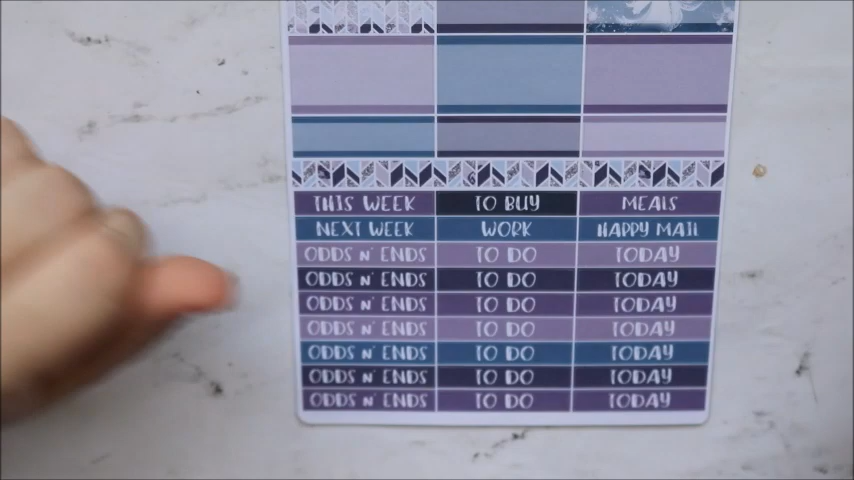 THIS WEEK TO BUY MEALS
NEXT WEEK WORK HAPPY MAIL
ODDS N' ENDS TO DO TODAY
ODDS N' ENDS TO DO TODAY
ODDS N' ENDS TO DO TODAY
ODDS N' ENDS TO DO TODAY
ODDS N' ENDS TO DO TODAY
ODDS N' ENDS TO DO TODAY
ODDS N' ENDS TO DO TODAY